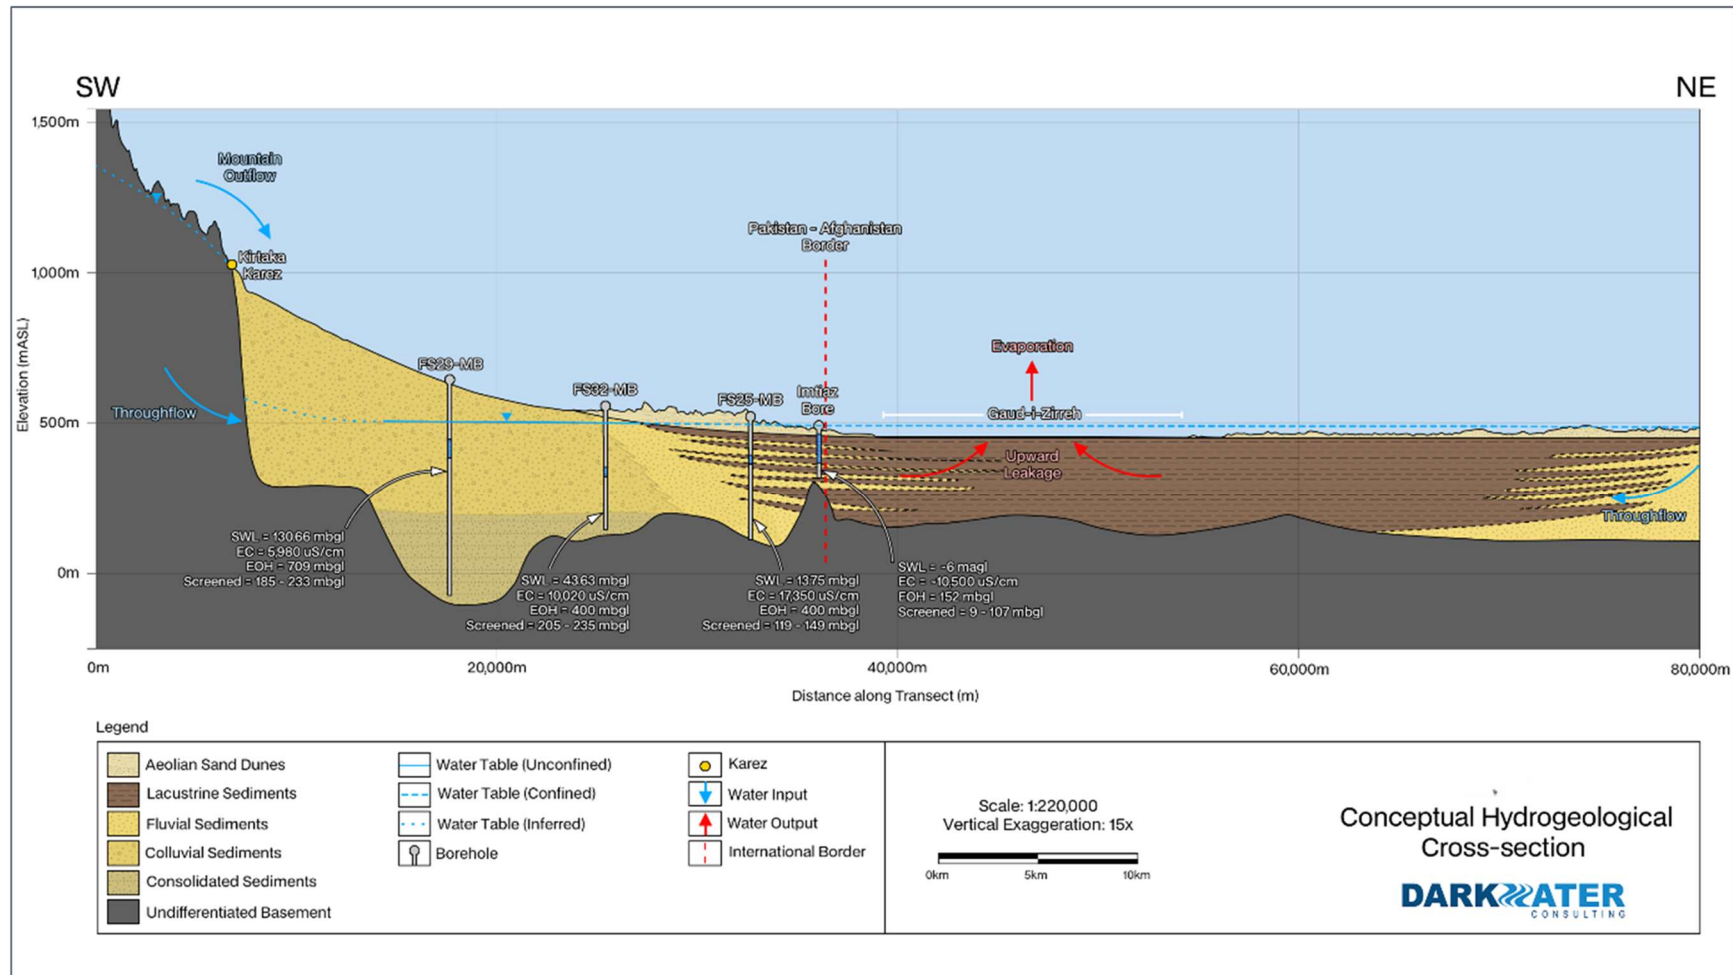 SW
NE
1,500m
1,000m
500m
0m
Elevation (mASL)
Mountain
Outflow
Kirtaka
Karez
Throughflow
FS29-MB
FS32-MB
FS25-MB
Imtiaz
Bore
Pakistan - Afghanistan
Border
Evaporation
Gaud-i-Zirreh
Upward
Leakage
Throughflow
SWL = 130.66 mbgl
EC = 5,980 uS/cm
EOH = 709 mbgl
Screened = 185 - 233 mbgl
SWL = 43.63 mbgl
EC = 10,020 uS/cm
EOH = 400 mbgl
Screened = 205 - 235 mbgl
SWL = 13.75 mbgl
EC = 17,350 uS/cm
EOH = 400 mbgl
Screened = 119 - 149 mbgl
SWL = ~6 magl
EC = ~10,500 uS/cm
EOH = 152 mbgl
Screened = 9 - 107 mbgl
0m
20,000m
40,000m
60,000m
80,000m
Distance along Transect (m)
Legend
Aeolian Sand Dunes
Lacustrine Sediments
Fluvial Sediments
Colluvial Sediments
Consolidated Sediments
Undifferentiated Basement
Water Table (Unconfined)
Water Table (Confined)
Water Table (Inferred)
Borehole
Karez
Water Input
Water Output
International Border
Scale: 1:220,000
Vertical Exaggeration: 15x
0km
5km
10km
Conceptual Hydrogeological
Cross-section
DARKWATER
CONSULTING